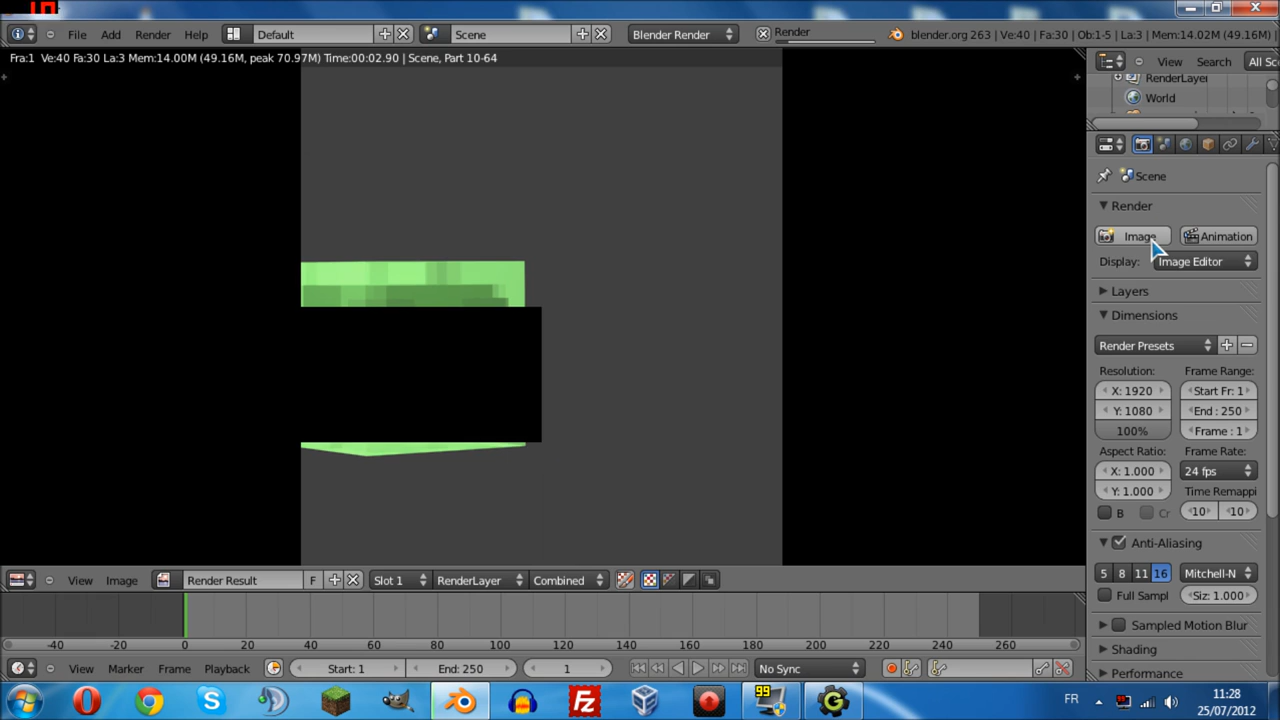 File Add Render Help Default Scene Blender Render Render blender.org 263 | Ve:40 | Fa:30 | Ob:1-5 | La:3 | Mem:14.02M (49.16M) |
Fra:1 Ve:40 Fa:30 La:3 Mem:14.00M (49.16M, peak 70.97M) Time:00:02.90 | Scene, Part 10-64
View Search All Sc
RenderLayer
World
Scene
Render
Image Animation
Display: Image Editor
Layers
Dimensions
Render Presets
Resolution: Frame Range:
X: 1920 Start Fr: 1
Y: 1080 End : 250
100% Frame : 1
Aspect Ratio: Frame Rate:
X: 1.000 24 fps
Y: 1.000 Time Remappi
B Cr 10 10
Anti-Aliasing
5 8 11 16 Mitchell-N
Full Sampl Siz: 1.000
Sampled Motion Blur
Shading
Performance
View Image Render Result F Slot 1 RenderLayer Combined
-40 -20 0 20 40 60 80 100 120 140 160 180 200 220 240 260
View Marker Frame Playback Start: 1 End: 250 1 No Sync
99
FR
11:28
25/07/2012